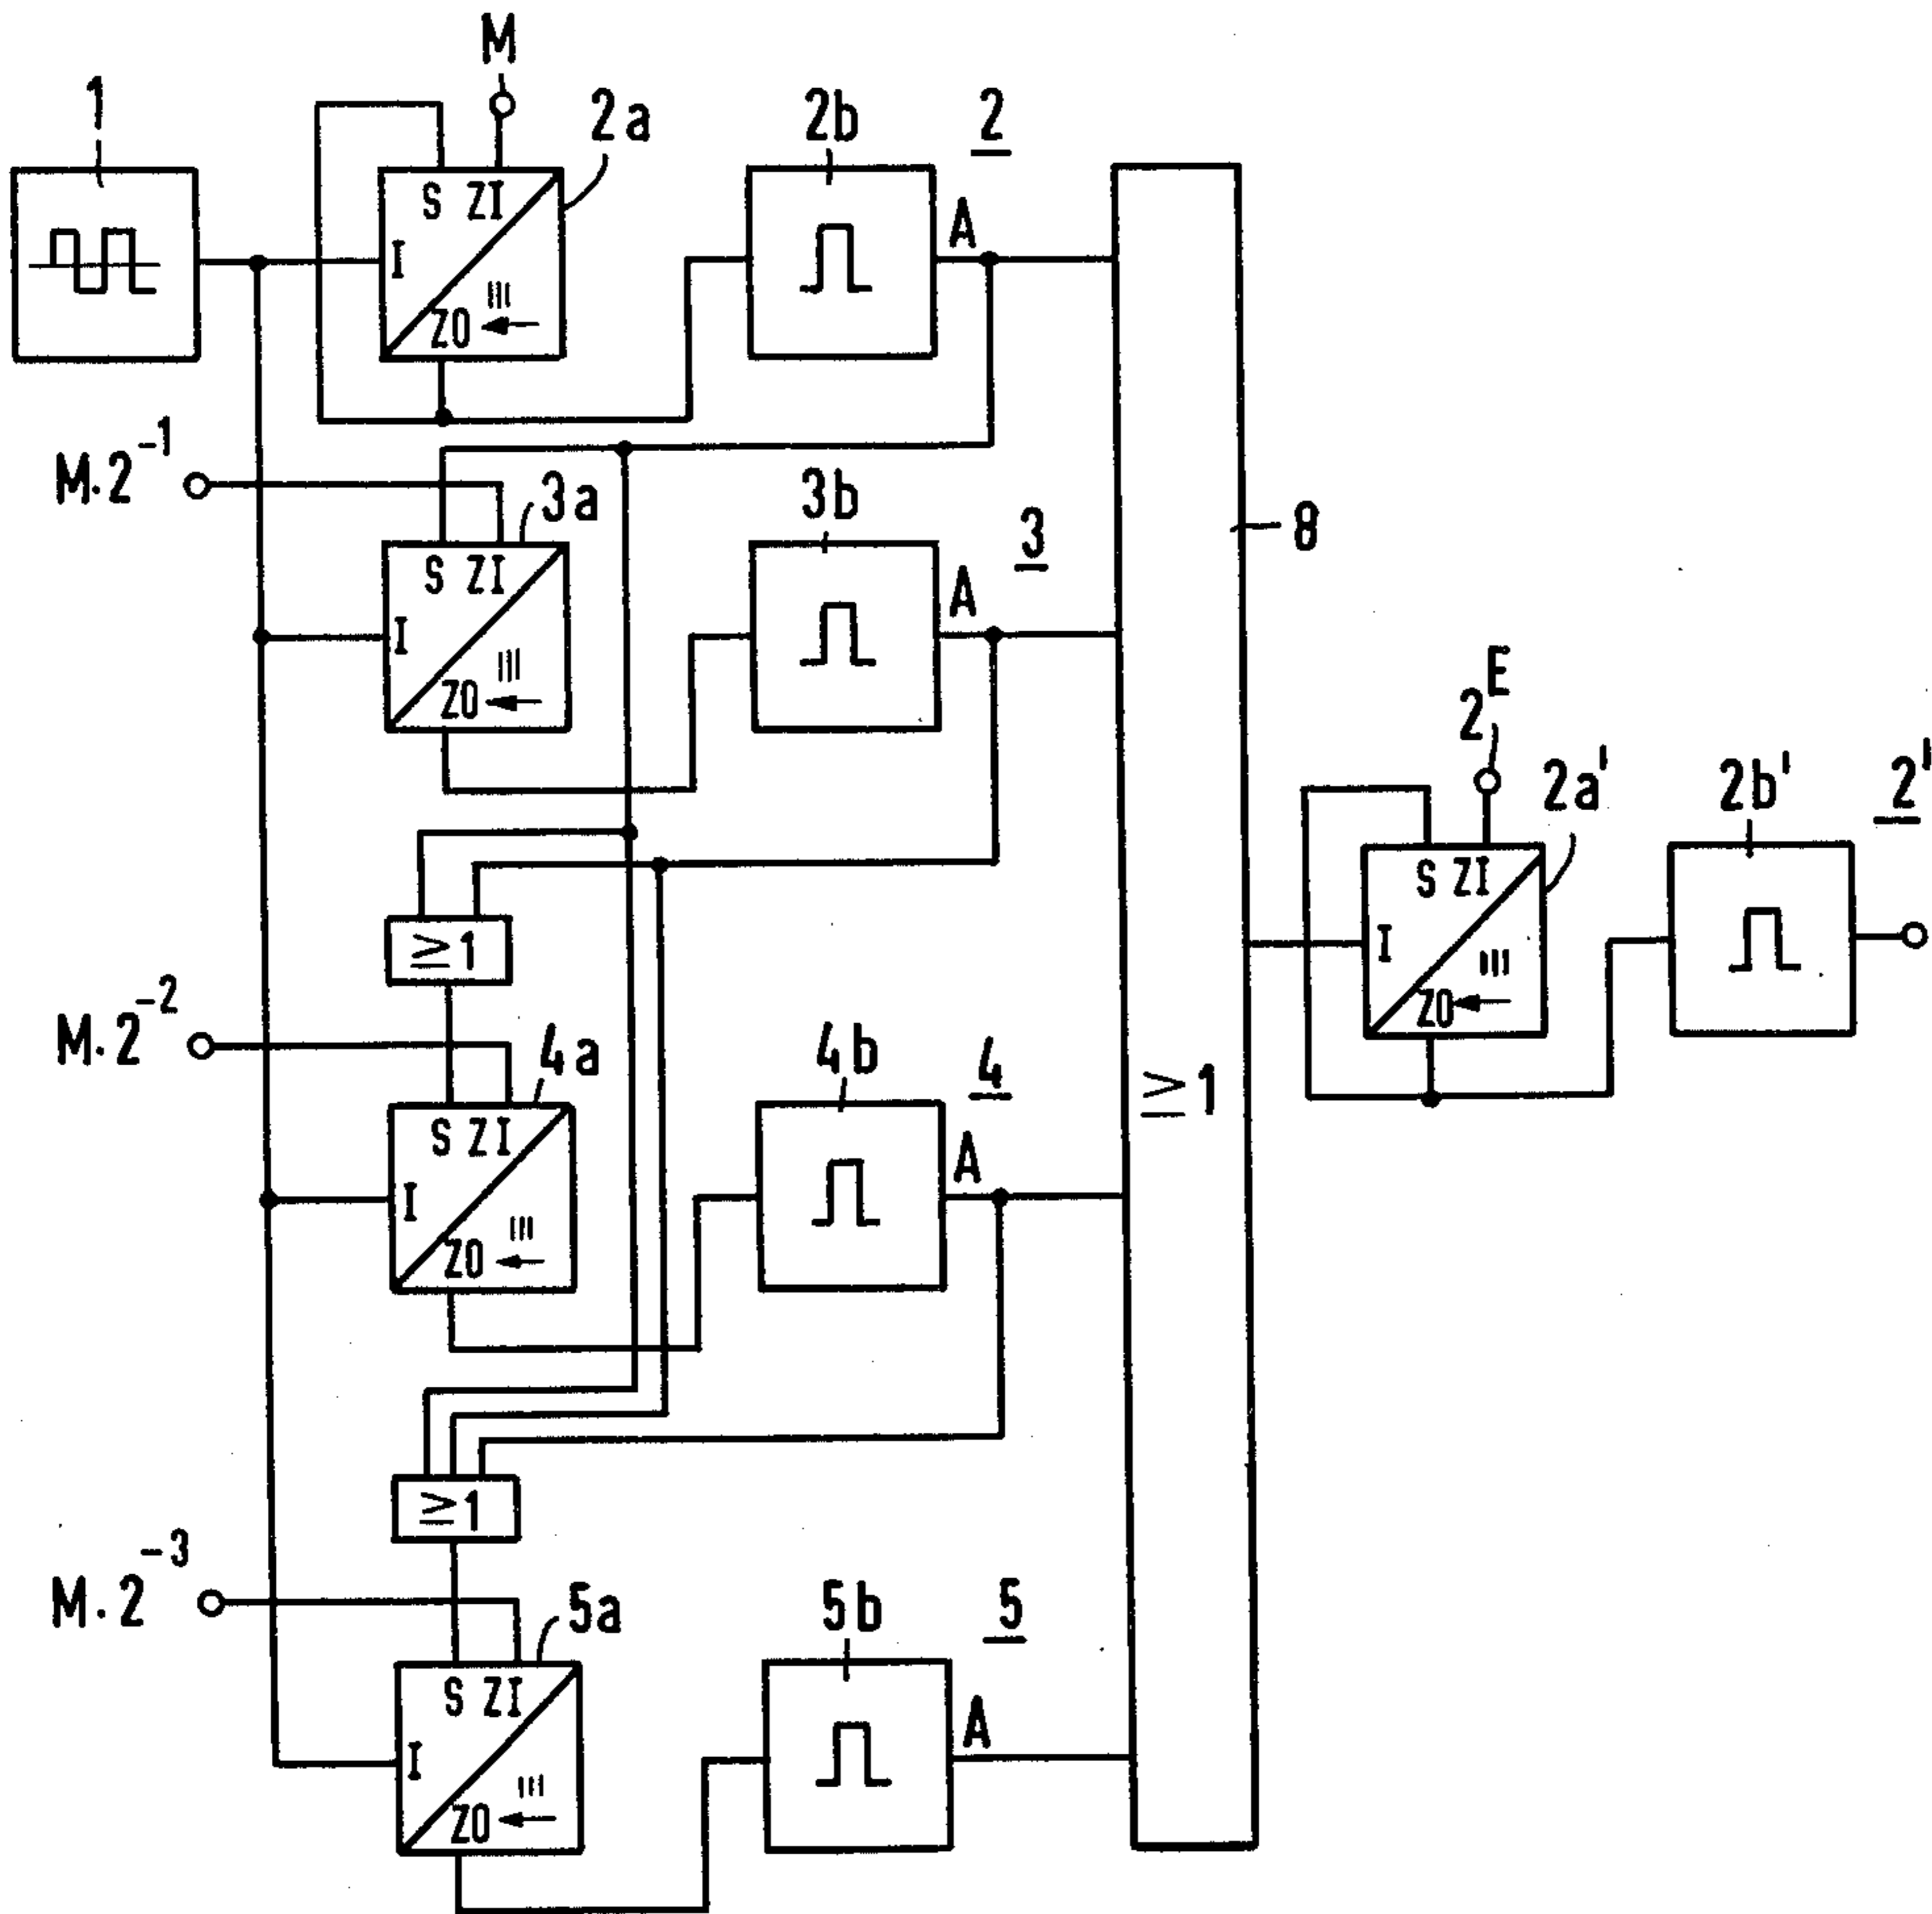 M
1
2a
2b
2
S ZI
I
ZO
A
M·2⁻¹
3a
3b
3
8
S ZI
I
ZO
A
2ᴱ
2a'
2b'
2'
≥1
S ZI
I
ZO
M·2⁻²
4a
4b
4
≥1
S ZI
I
ZO
A
≥1
M·2⁻³
5a
5b
5
S ZI
I
ZO
A